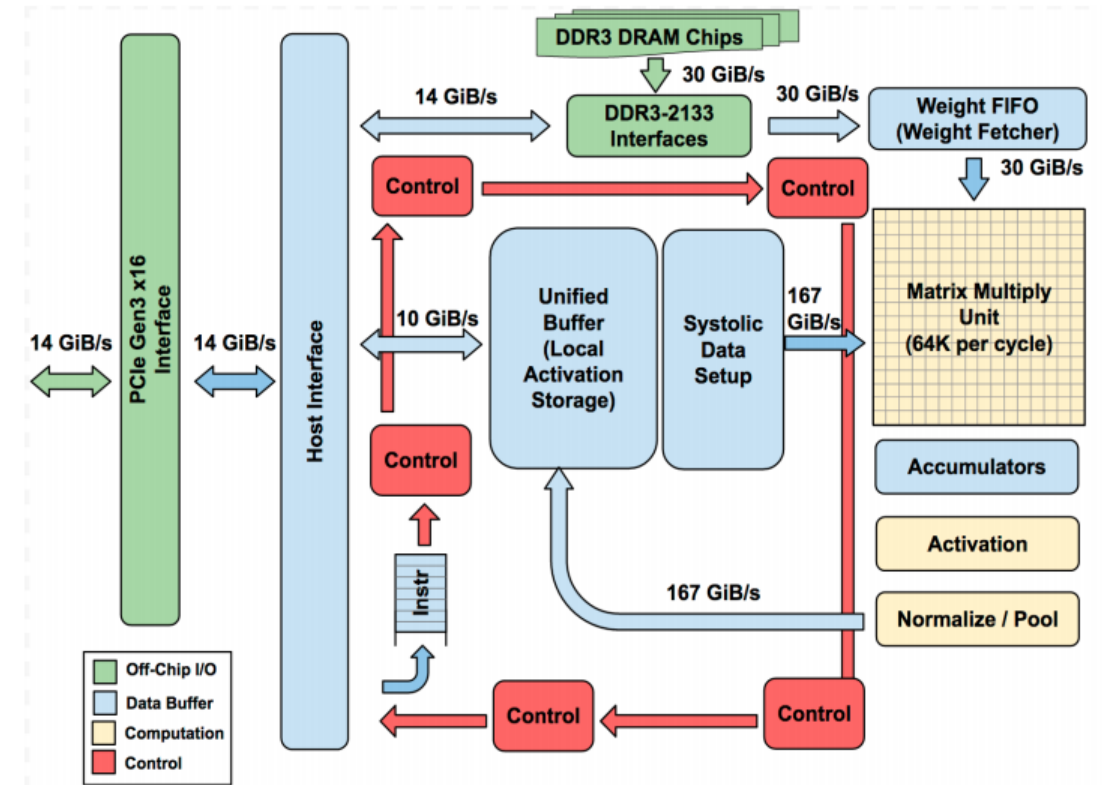 DDR3 DRAM Chips
30 GiB/s
14 GiB/s
DDR3-2133
Interfaces
30 GiB/s
Weight FIFO
(Weight Fetcher)
30 GiB/s
Control
Control
PCIe Gen3 x16
Interface
Host Interface
14 GiB/s
14 GiB/s
10 GiB/s
Unified
Buffer
(Local
Activation
Storage)
Systolic
Data
Setup
167
GiB/s
Matrix Multiply
Unit
(64K per cycle)
Control
Accumulators
Activation
Instr
167 GiB/s
Normalize / Pool
Control
Control
Off-Chip I/O
Data Buffer
Computation
Control